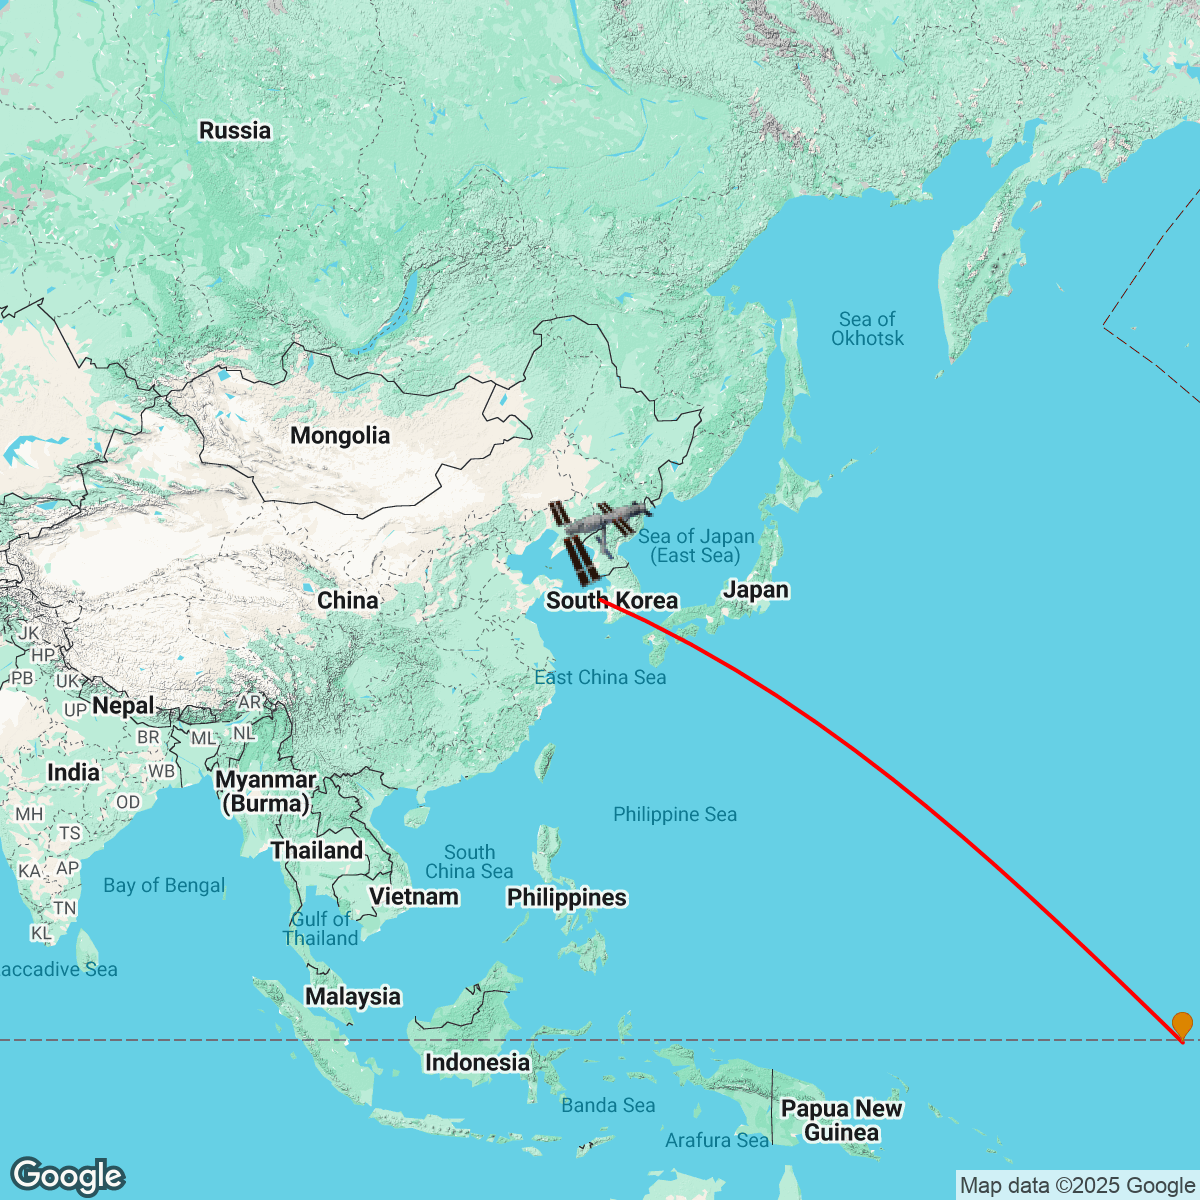 Russia
Sea of
Okhotsk
Mongolia
Sea of Japan
(East Sea)
Japan
China
South Korea
JK
HP
PB
UK
East China Sea
UP
Nepal
AR
BR
ML
NL
India
WB
Myanmar
(Burma)
OD
MH
Philippine Sea
TS
Thailand
South
China Sea
KA
AP
Bay of Bengal
Vietnam
Philippines
TN
KL
Gulf of
Thailand
accadive Sea
Malaysia
Indonesia
Banda Sea
Papua New
Guinea
Arafura Sea
Google
Map data ©2025 Google